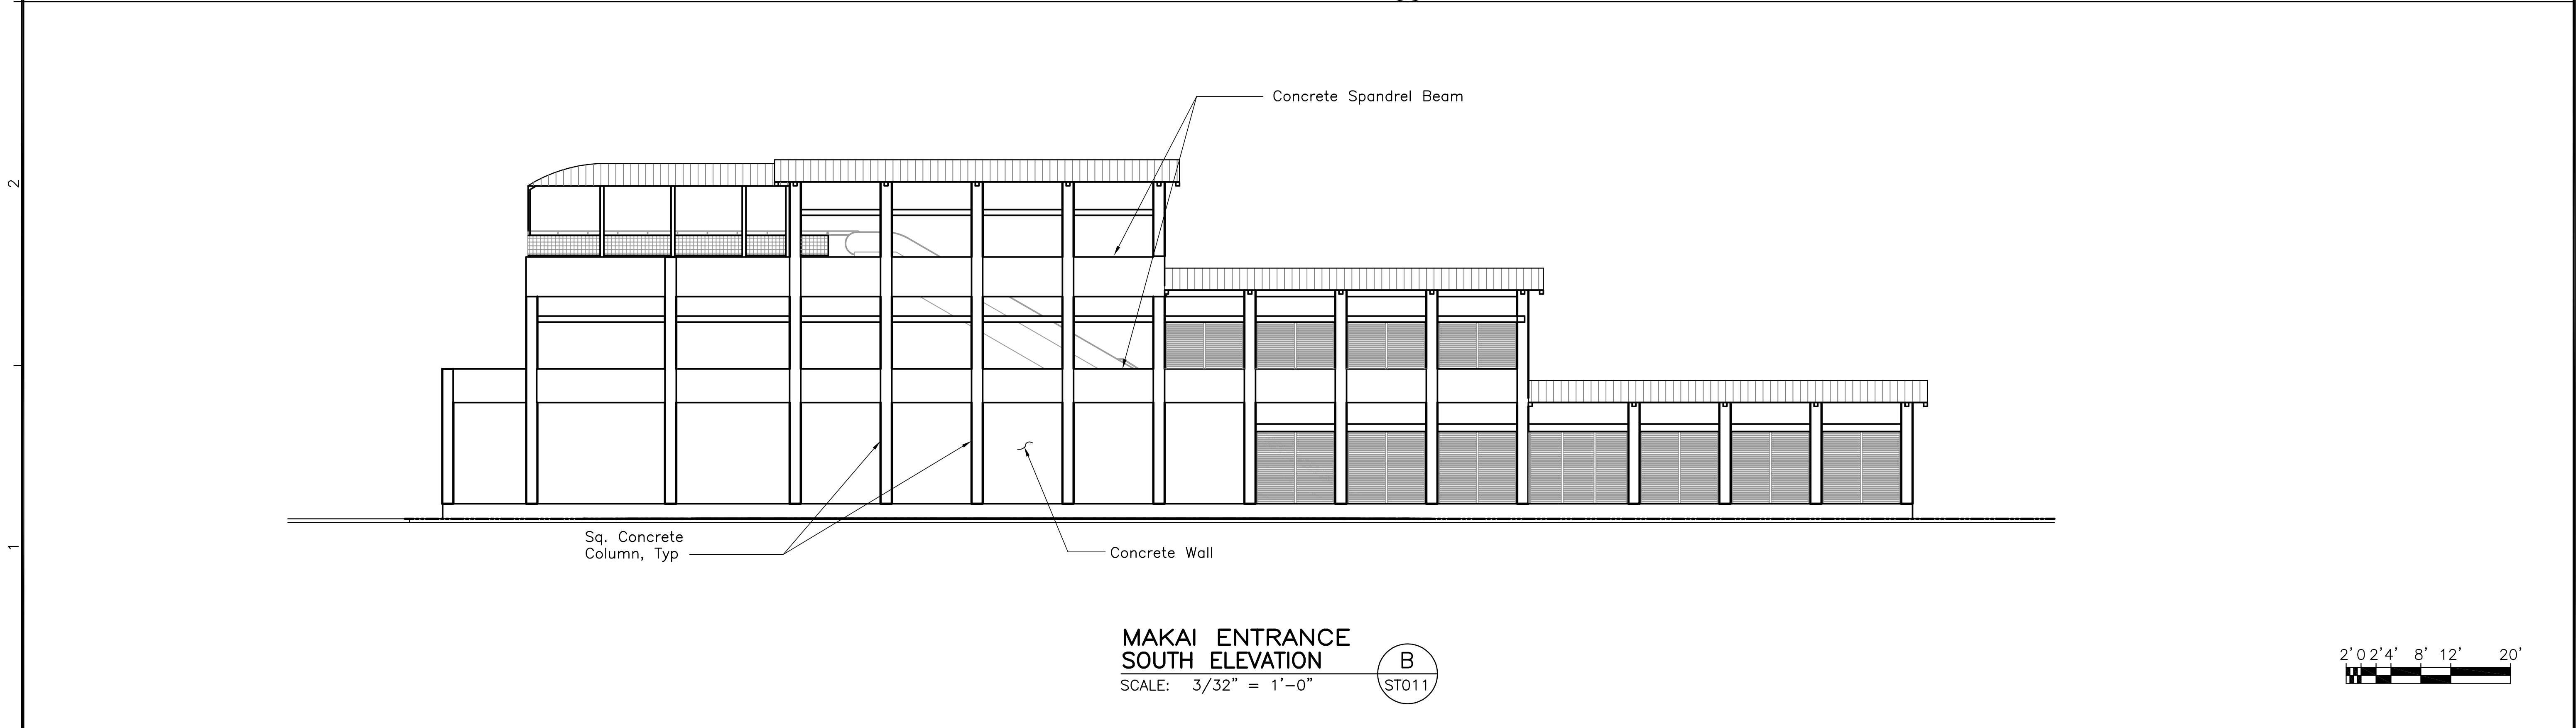 Concrete Spandrel Beam
2
1
Sq. Concrete
Column, Typ
Concrete Wall
MAKAI ENTRANCE
SOUTH ELEVATION
SCALE: 3/32" = 1'-0"
B
ST011
2' 0 2' 4' 8' 12' 20'